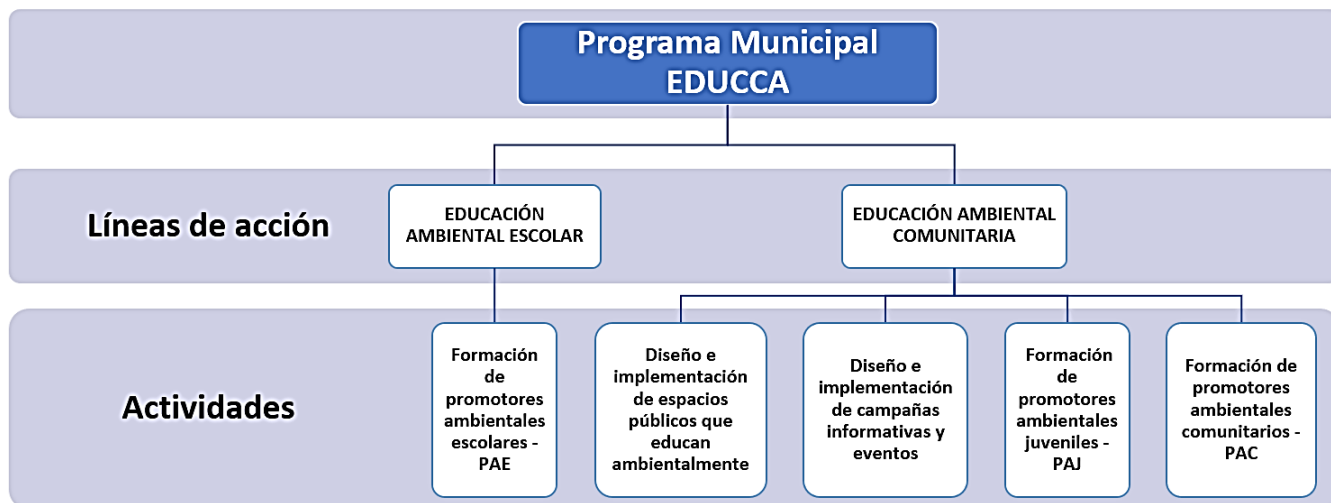 Programa Municipal
EDUCCA
Líneas de acción
EDUCACIÓN
AMBIENTAL ESCOLAR
EDUCACIÓN AMBIENTAL
COMUNITARIA
Actividades
Formación
de
promotores
ambientales
escolares -
PAE
Diseño e
implementación
de espacios
públicos que
educan
ambientalmente
Diseño e
implementación
de campañas
informativas y
eventos
Formación
de
promotores
ambientales
juveniles -
PAJ
Formación de
promotores
ambientales
comunitarios -
PAC